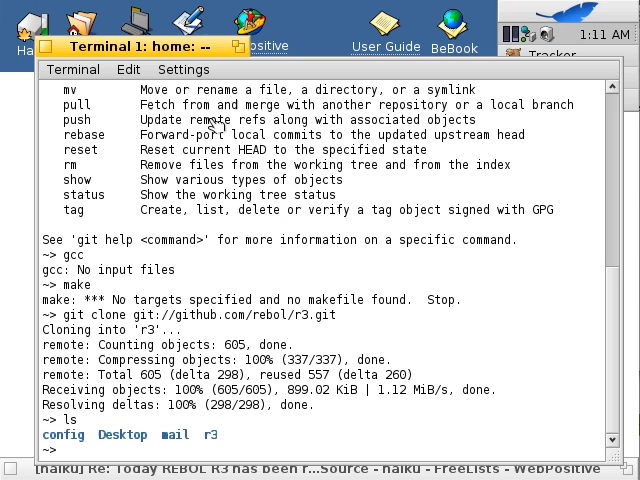 Ha
ositive
User Guide
BeBook
1:11 AM
Tracker
Terminal 1: home: --
Terminal Edit Settings
mv Move or rename a file, a directory, or a symlink
pull Fetch from and merge with another repository or a local branch
push Update remote refs along with associated objects
rebase Forward-port local commits to the updated upstream head
reset Reset current HEAD to the specified state
rm Remove files from the working tree and from the index
show Show various types of objects
status Show the working tree status
tag Create, list, delete or verify a tag object signed with GPG
See 'git help <command>' for more information on a specific command.
~> gcc
gcc: No input files
~> make
make: *** No targets specified and no makefile found.  Stop.
~> git clone git://github.com/rebol/r3.git
Cloning into 'r3'...
remote: Counting objects: 605, done.
remote: Compressing objects: 100% (337/337), done.
remote: Total 605 (delta 298), reused 557 (delta 260)
Receiving objects: 100% (605/605), 899.02 KiB | 1.12 MiB/s, done.
Resolving deltas: 100% (298/298), done.
~> ls
config Desktop mail r3
~>
[haiku] Re: Today REBOL R3 has been r...Source - haiku - FreeLists - WebPositive